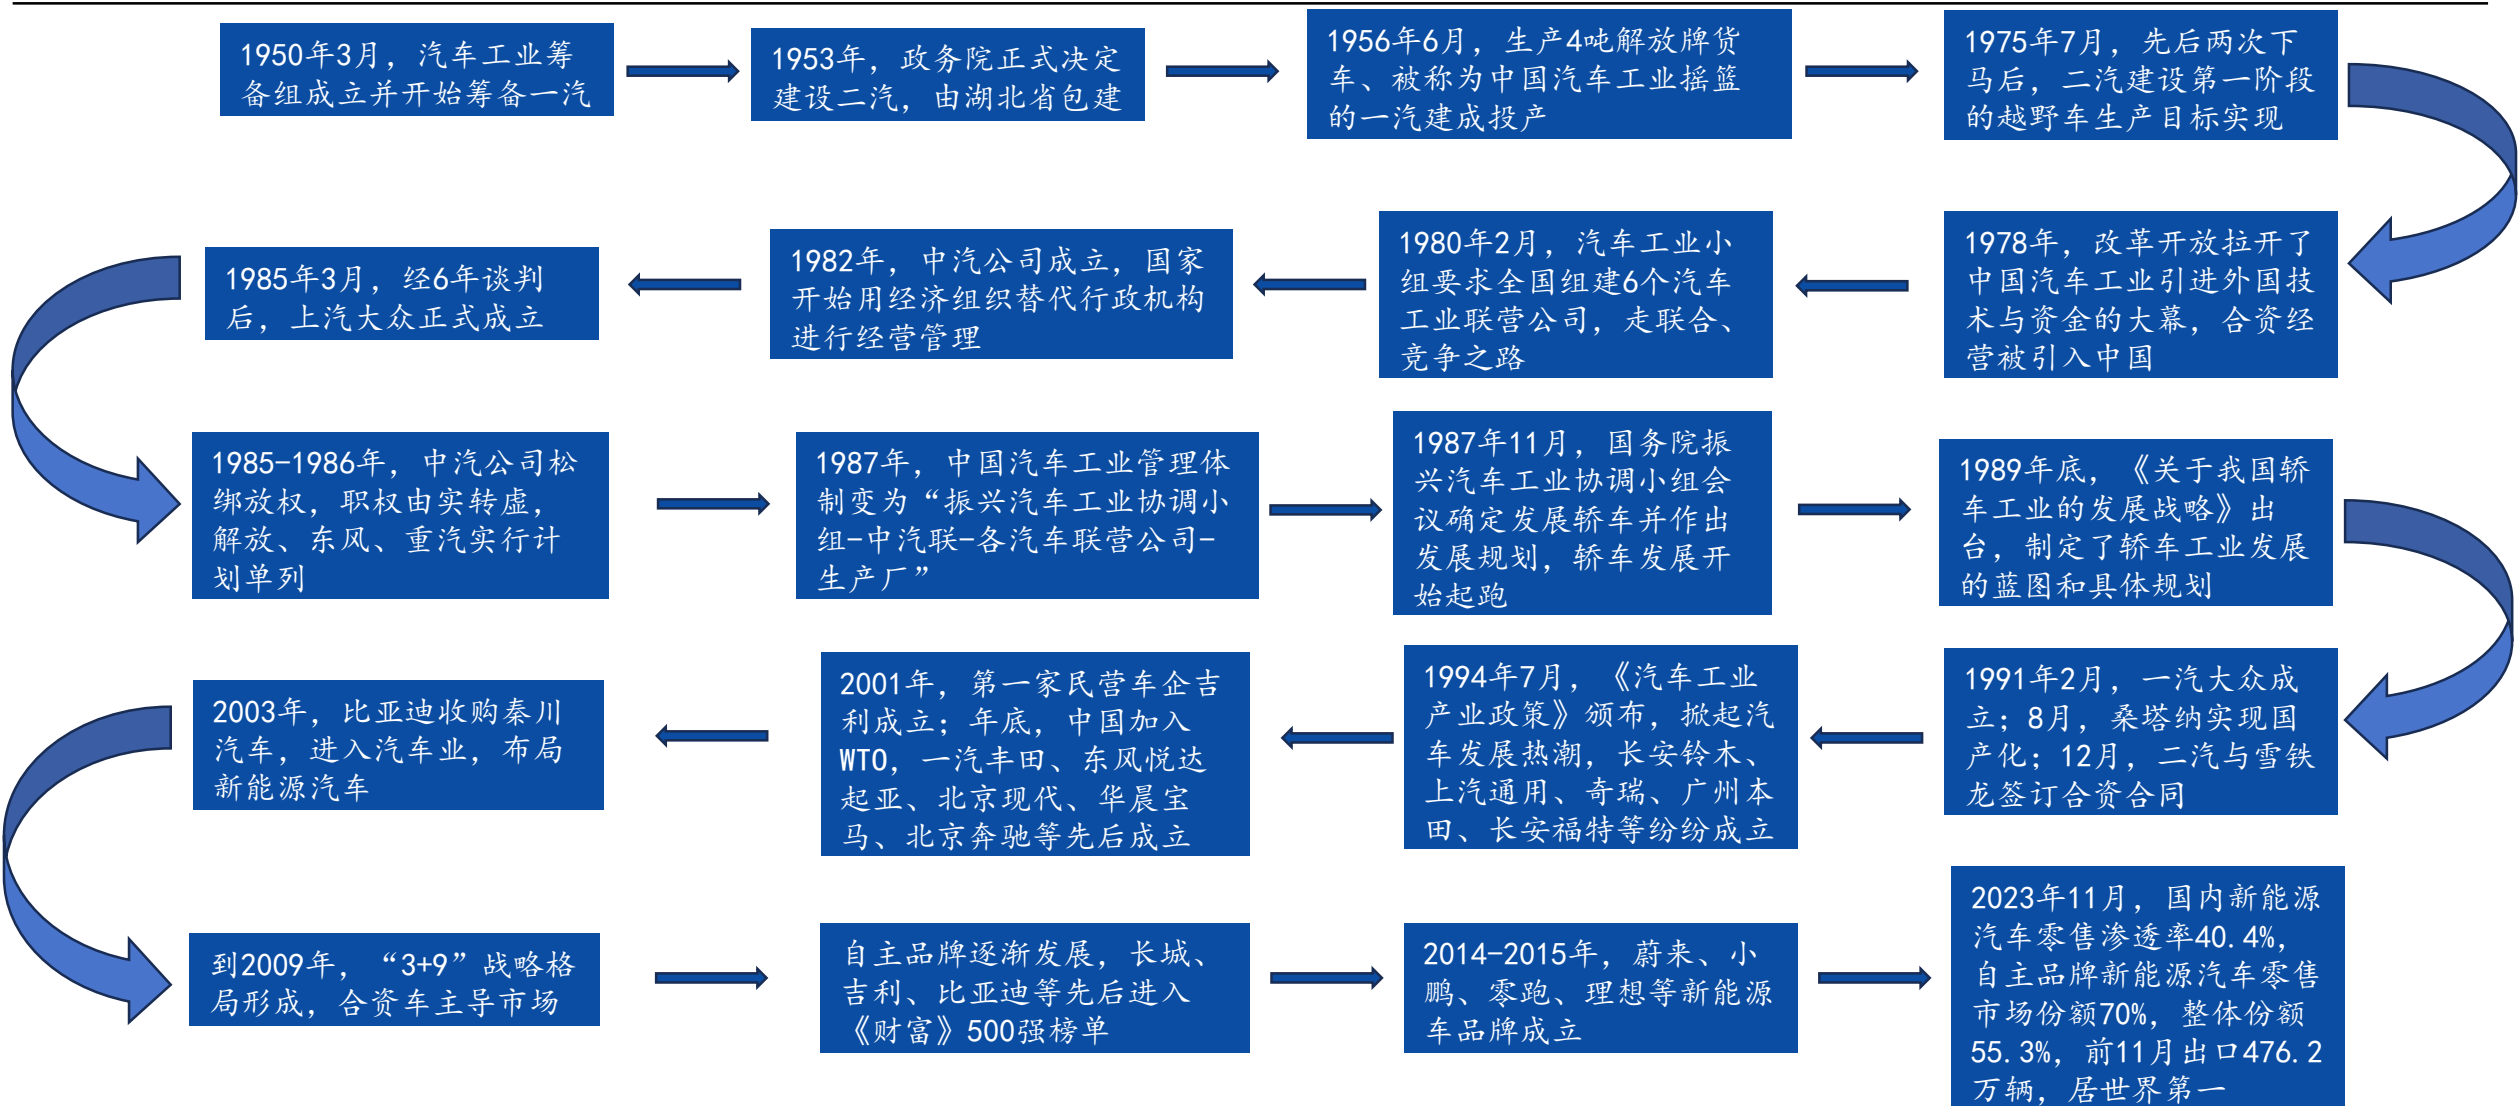 1950年3月，汽车工业筹
备组成立并开始筹备一汽
1953年，政务院正式决定
建设二汽，由湖北省包建
1956年6月，生产4吨解放牌货
车、被称为中国汽车工业摇篮
的一汽建成投产
1975年7月，先后两次下
马后，二汽建设第一阶段
的越野车生产目标实现
1978年，改革开放拉开了
中国汽车工业引进外国技
术与资金的大幕，合资经
营被引入中国
1980年2月，汽车工业小
组要求全国组建6个汽车
工业联营公司，走联合、
竞争之路
1982年，中汽公司成立，国家
开始用经济组织替代行政机构
进行经营管理
1985年3月，经6年谈判
后，上汽大众正式成立
1985-1986年，中汽公司松
绑放权，职权由实转虚，
解放、东风、重汽实行计
划单列
1987年，中国汽车工业管理体
制变为“振兴汽车工业协调小
组-中汽联-各汽车联营公司-
生产厂”
1987年11月，国务院振
兴汽车工业协调小组会
议确定发展轿车并作出
发展规划，轿车发展开
始起跑
1989年底，《关于我国轿
车工业的发展战略》出
台，制定了轿车工业发展
的蓝图和具体规划
1991年2月，一汽大众成
立；8月，桑塔纳实现国
产化；12月，二汽与雪铁
龙签订合资合同
1994年7月，《汽车工业
产业政策》颁布，掀起汽
车发展热潮，长安铃木、
上汽通用、奇瑞、广州本
田、长安福特等纷纷成立
2001年，第一家民营车企吉
利成立；年底，中国加入
WTO，一汽丰田、东风悦达
起亚、北京现代、华晨宝
马、北京奔驰等先后成立
2003年，比亚迪收购秦川
汽车，进入汽车业，布局
新能源汽车
到2009年，“3+9”战略格
局形成，合资车主导市场
自主品牌逐渐发展，长城、
吉利、比亚迪等先后进入
《财富》500强榜单
2014-2015年，蔚来、小
鹏、零跑、理想等新能源
车品牌成立
2023年11月，国内新能源
汽车零售渗透率40.4%，
自主品牌新能源汽车零售
市场份额70%，整体份额
55.3%，前11月出口476.2
万辆，居世界第一